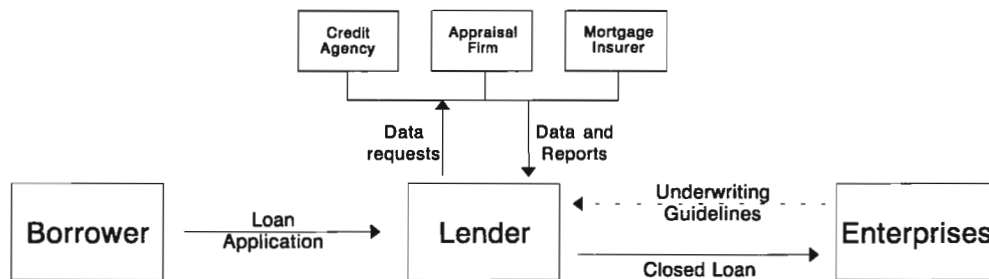 Credit
Agency
Appraisal
Firm
Mortgage
Insurer
Data
requests
Data and
Reports
Borrower
Loan
Application
Lender
Underwriting
Guidelines
Closed Loan
Enterprises